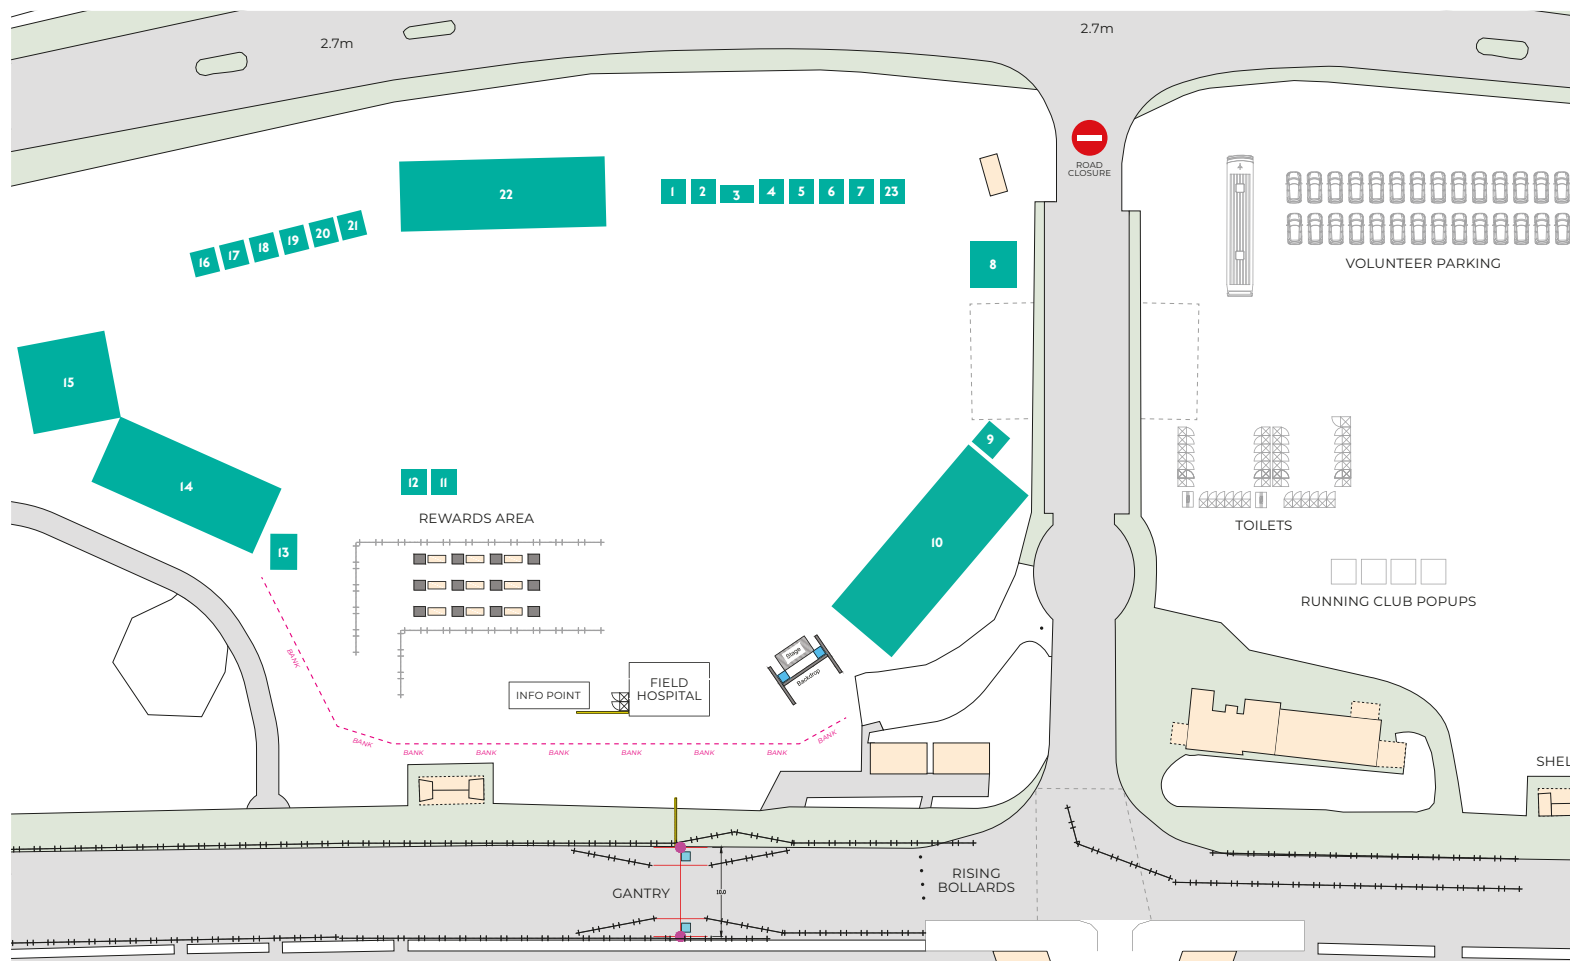 2.7m
2.7m
ROAD
CLOSURE
22
1 2 3 4 5 6 7 23
16 17 18 19 20 21
8
VOLUNTEER PARKING
15
14
9
12 11
REWARDS AREA
TOILETS
13
10
RUNNING CLUB POPUPS
Stage
Backdrop
BANK
INFO POINT
FIELD
HOSPITAL
BANK
BANK
BANK
BANK
BANK
BANK
BANK
BANK
SHEL
GANTRY
10.0
RISING
BOLLARDS